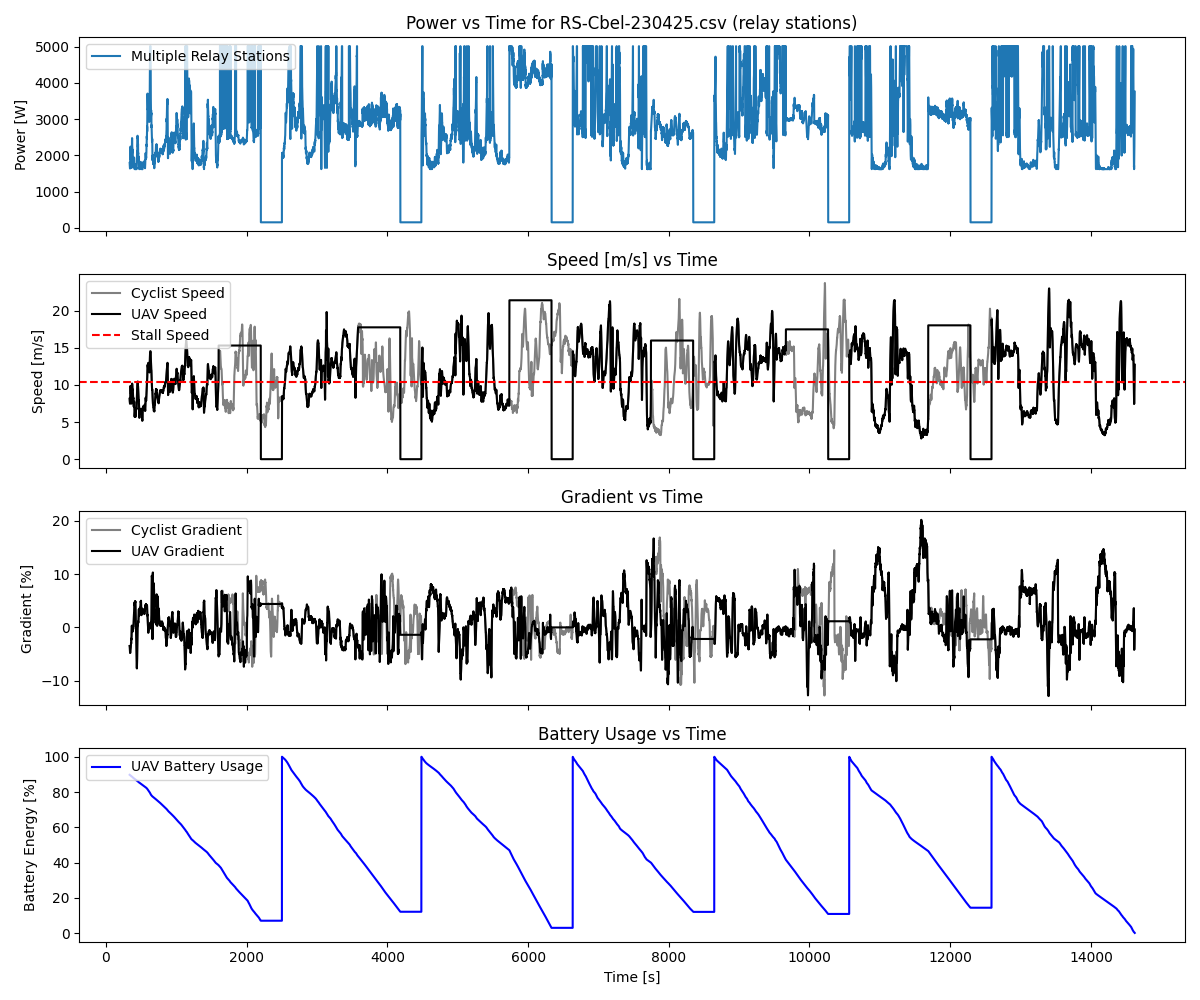 Power vs Time for RS-Cbel-230425.csv (relay stations)
Power [W]
5000
4000
3000
2000
1000
0
Multiple Relay Stations
Speed [m/s] vs Time
Speed [m/s]
20
15
10
5
0
Cyclist Speed
UAV Speed
Stall Speed
Gradient vs Time
Gradient [%]
20
10
0
−10
Cyclist Gradient
UAV Gradient
Battery Usage vs Time
Battery Energy [%]
100
80
60
40
20
0
UAV Battery Usage
0 2000 4000 6000 8000 10000 12000 14000
Time [s]